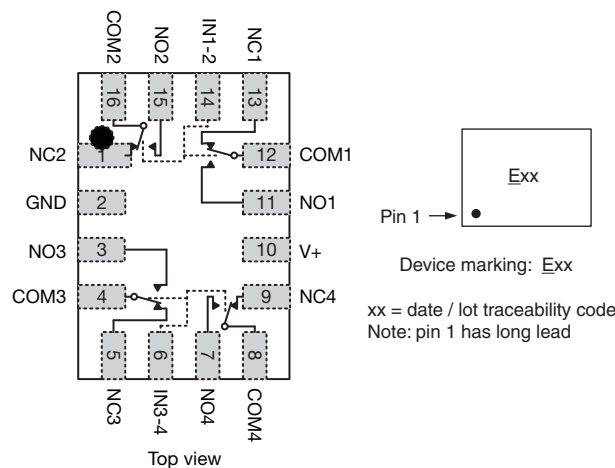 COM2 NO2 IN1-2 NC1
16 15 14 13
NC2 1 12 COM1
GND 2 11 NO1
NO3 3 10 V+
COM3 4 9 NC4
5 6 7 8
NC3 IN3-4 NO4 COM4
Top view
Exx
Pin 1
Device marking: Exx
xx = date / lot traceability code
Note: pin 1 has long lead